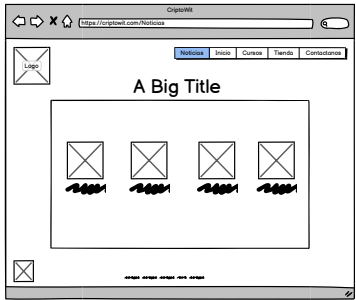 CriptoWit
https://criptowit.com/Noticias
Noticias Inicio Cursos Tienda Contactanos
Logo
A Big Title